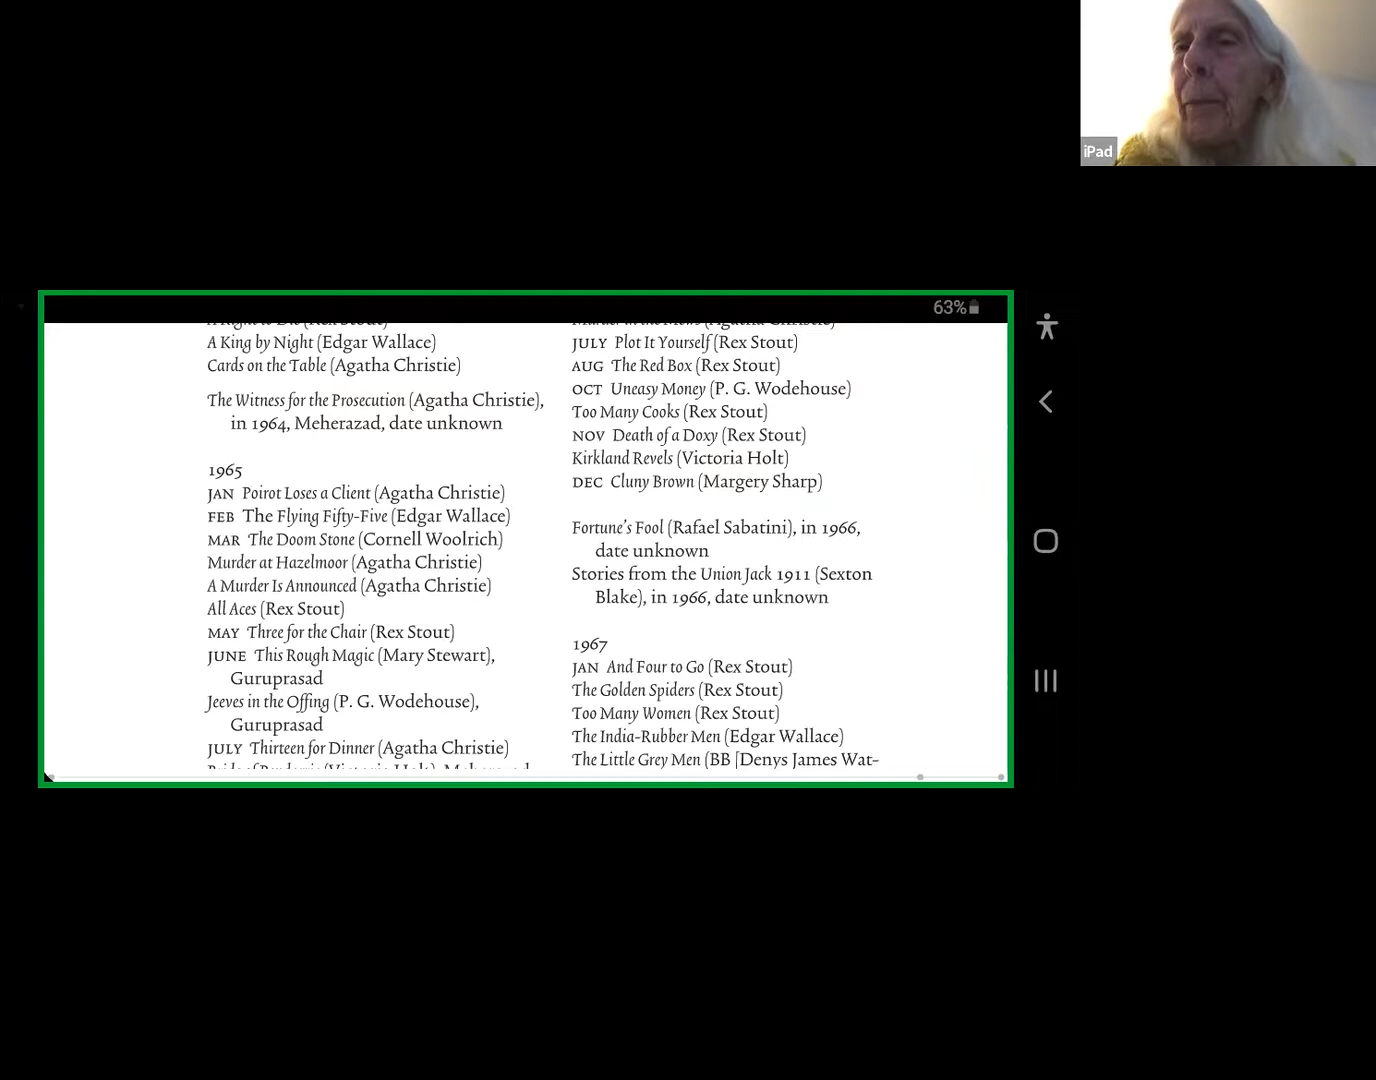 iPad
63%
A King by Night (Edgar Wallace)
Cards on the Table (Agatha Christie)
The Witness for the Prosecution (Agatha Christie),
in 1964, Meherazad, date unknown
1965
JAN Poirot Loses a Client (Agatha Christie)
FEB The Flying Fifty-Five (Edgar Wallace)
MAR The Doom Stone (Cornell Woolrich)
Murder at Hazelmoor (Agatha Christie)
A Murder Is Announced (Agatha Christie)
All Aces (Rex Stout)
MAY Three for the Chair (Rex Stout)
JUNE This Rough Magic (Mary Stewart),
Guruprasad
Jeeves in the Offing (P. G. Wodehouse),
Guruprasad
JULY Thirteen for Dinner (Agatha Christie)
JULY Plot It Yourself (Rex Stout)
AUG The Red Box (Rex Stout)
OCT Uneasy Money (P. G. Wodehouse)
Too Many Cooks (Rex Stout)
NOV Death of a Doxy (Rex Stout)
Kirkland Revels (Victoria Holt)
DEC Cluny Brown (Margery Sharp)
Fortune's Fool (Rafael Sabatini), in 1966,
date unknown
Stories from the Union Jack 1911 (Sexton
Blake), in 1966, date unknown
1967
JAN And Four to Go (Rex Stout)
The Golden Spiders (Rex Stout)
Too Many Women (Rex Stout)
The India-Rubber Men (Edgar Wallace)
The Little Grey Men (BB [Denys James Wat-